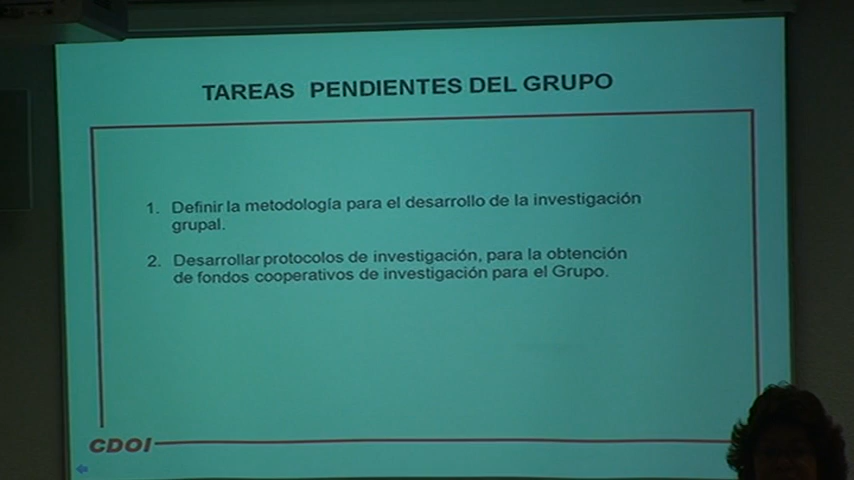 TAREAS PENDIENTES DEL GRUPO
1. Definir la metodología para el desarrollo de la investigación
grupal.
2. Desarrollar protocolos de investigación, para la obtención
de fondos cooperativos de investigación para el Grupo.
CDOI